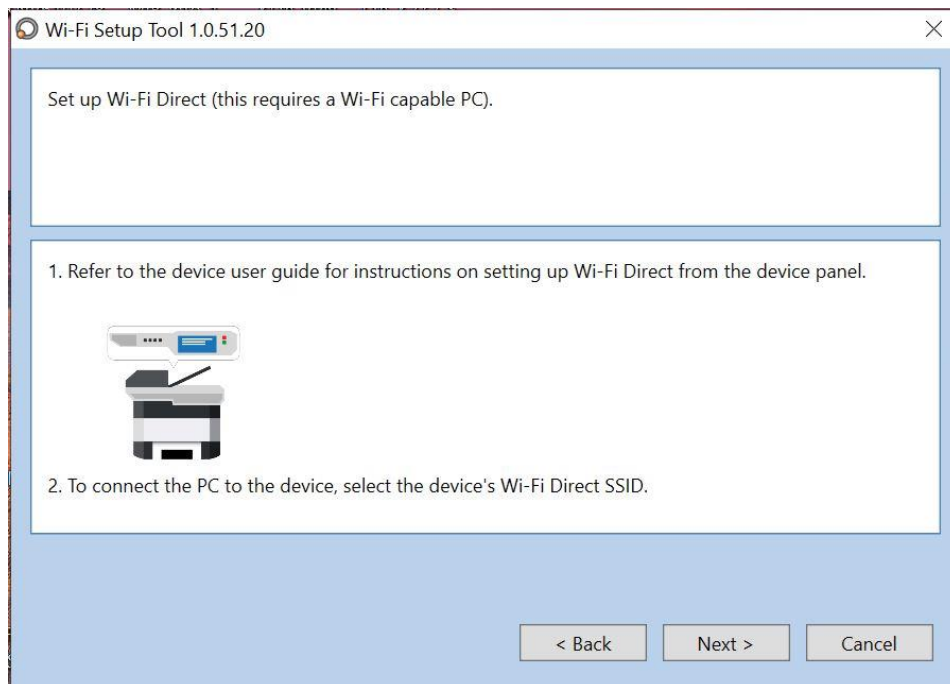 Wi-Fi Setup Tool 1.0.51.20
Set up Wi-Fi Direct (this requires a Wi-Fi capable PC).
1. Refer to the device user guide for instructions on setting up Wi-Fi Direct from the device panel.
2. To connect the PC to the device, select the device's Wi-Fi Direct SSID.
< Back
Next >
Cancel